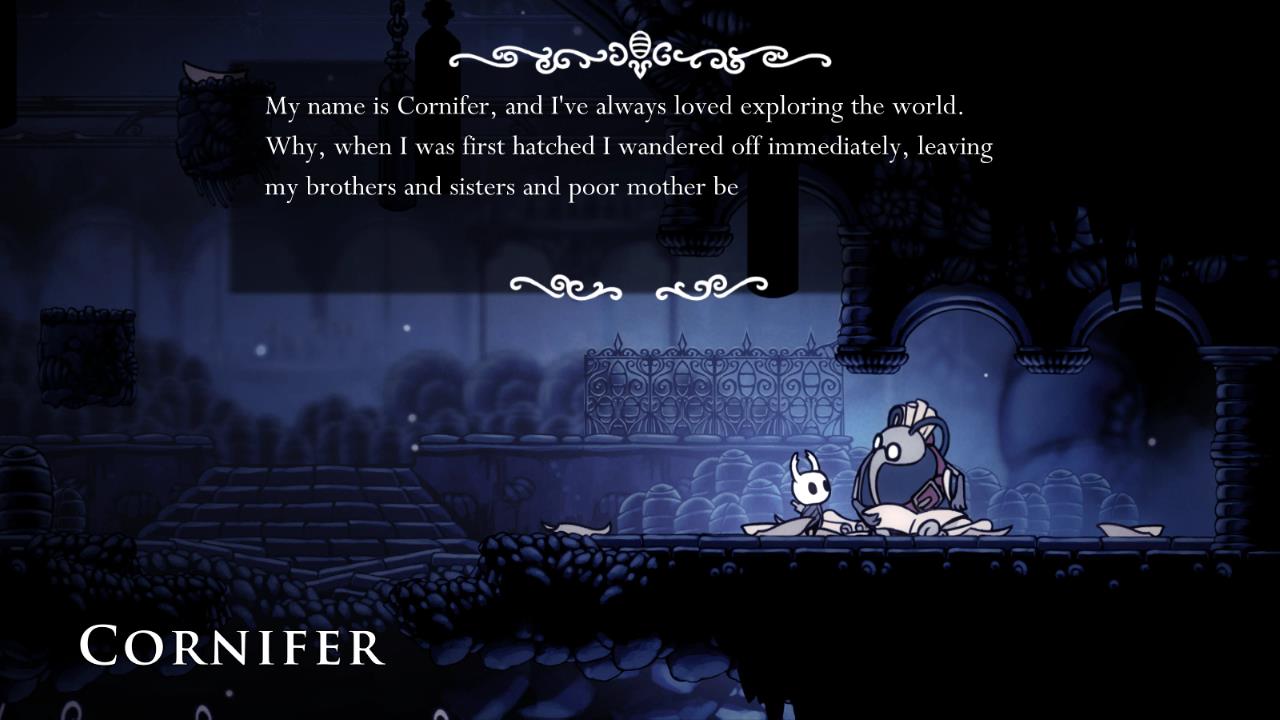 My name is Cornifer, and I've always loved exploring the world.
Why, when I was first hatched I wandered off immediately, leaving
my brothers and sisters and poor mother be
CORNIFER